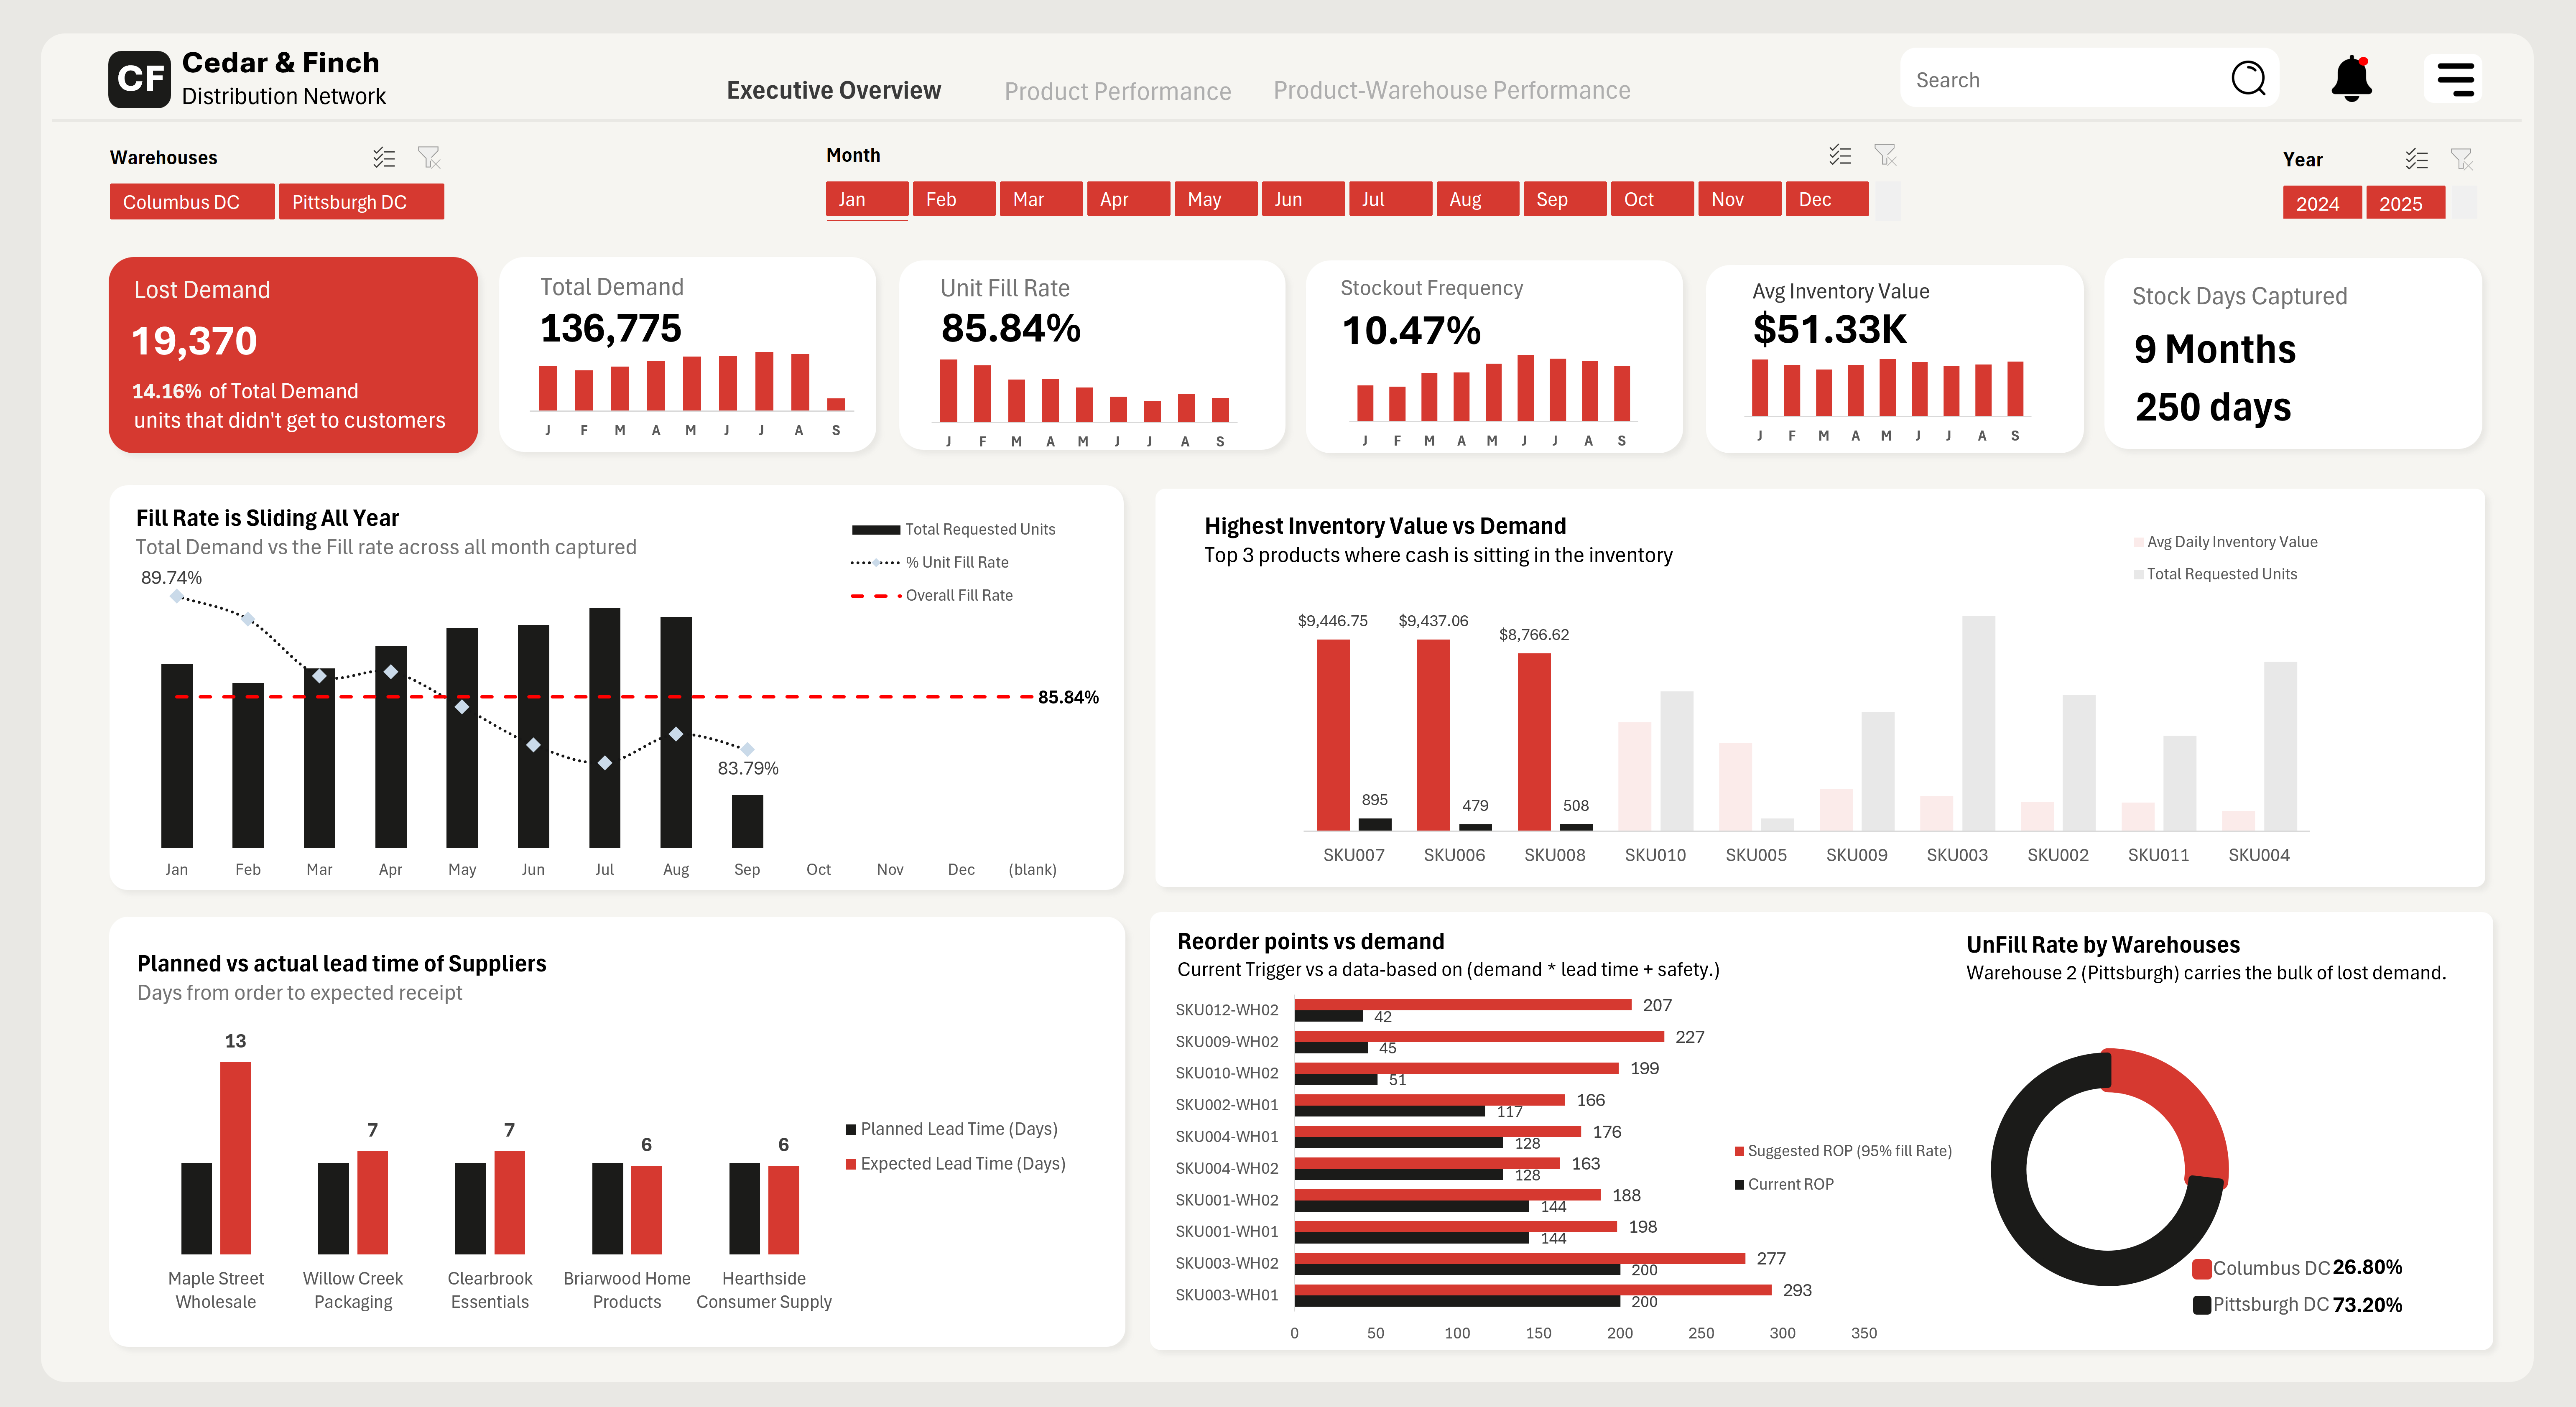 CF
Cedar & Finch
Distribution Network
Executive Overview
Product Performance
Product-Warehouse Performance
Search
Warehouses
Columbus DC
Pittsburgh DC
Month
Jan
Feb
Mar
Apr
May
Jun
Jul
Aug
Sep
Oct
Nov
Dec
Year
2024
2025
Lost Demand
19,370
14.16% of Total Demand
units that didn't get to customers
Total Demand
136,775
J F M A M J J A S
Unit Fill Rate
85.84%
J F M A M J J A S
Stockout Frequency
10.47%
J F M A M J J A S
Avg Inventory Value
$51.33K
J F M A M J J A S
Stock Days Captured
9 Months
250 days
Fill Rate is Sliding All Year
Total Demand vs the Fill rate across all month captured
Total Requested Units
% Unit Fill Rate
Overall Fill Rate
89.74%
85.84%
83.79%
Jan Feb Mar Apr May Jun Jul Aug Sep Oct Nov Dec (blank)
Highest Inventory Value vs Demand
Top 3 products where cash is sitting in the inventory
Avg Daily Inventory Value
Total Requested Units
$9,446.75
$9,437.06
$8,766.62
895
479
508
SKU007 SKU006 SKU008 SKU010 SKU005 SKU009 SKU003 SKU002 SKU011 SKU004
Planned vs actual lead time of Suppliers
Days from order to expected receipt
13
7
7
6
6
Planned Lead Time (Days)
Expected Lead Time (Days)
Maple Street
Wholesale
Willow Creek
Packaging
Clearbrook
Essentials
Briarwood Home
Products
Hearthside
Consumer Supply
Reorder points vs demand
Current Trigger vs a data-based on (demand * lead time + safety.)
SKU012-WH02 207
42
SKU009-WH02 227
45
SKU010-WH02 199
51
SKU002-WH01 166
117
SKU004-WH01 176
128
SKU004-WH02 163
128
SKU001-WH02 188
144
SKU001-WH01 198
144
SKU003-WH02 277
200
SKU003-WH01 293
200
0 50 100 150 200 250 300 350
Suggested ROP (95% fill Rate)
Current ROP
UnFill Rate by Warehouses
Warehouse 2 (Pittsburgh) carries the bulk of lost demand.
Columbus DC 26.80%
Pittsburgh DC 73.20%